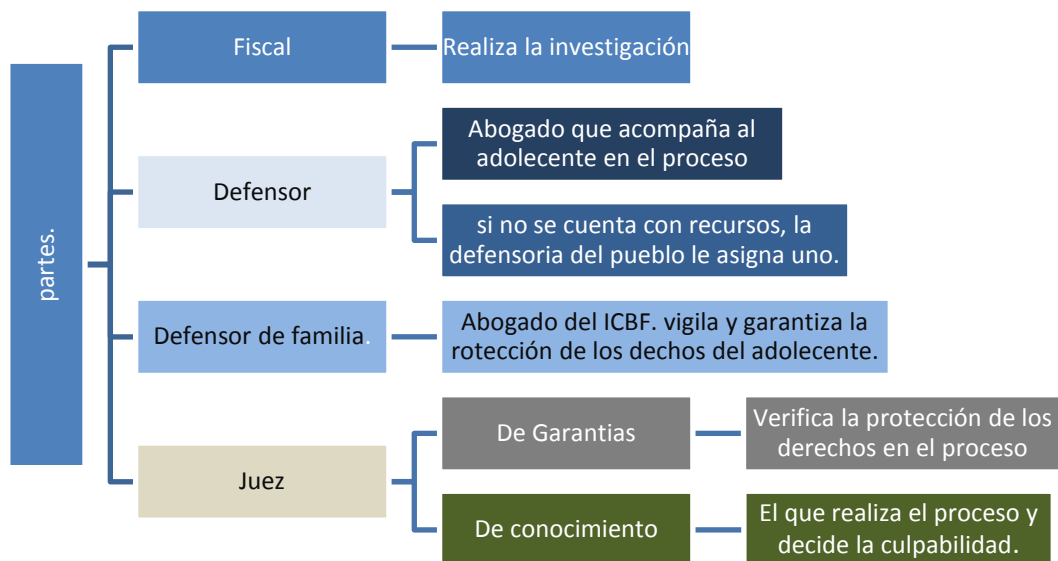 partes.
Fiscal
Realiza la investigación
Defensor
Abogado que acompaña al
adolecente en el proceso
si no se cuenta con recursos, la
defensoria del pueblo le asigna uno.
Defensor de familia.
Abogado del ICBF. vigila y garantiza la
rotección de los dechos del adolecente.
Juez
De Garantias
Verifica la protección de los
derechos en el proceso
De conocimiento
El que realiza el proceso y
decide la culpabilidad.